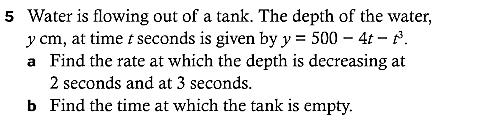 5 Water is flowing out of a tank. The depth of the water,
y cm, at time t seconds is given by y = 500 − 4t − t³.
a Find the rate at which the depth is decreasing at
2 seconds and at 3 seconds.
b Find the time at which the tank is empty.